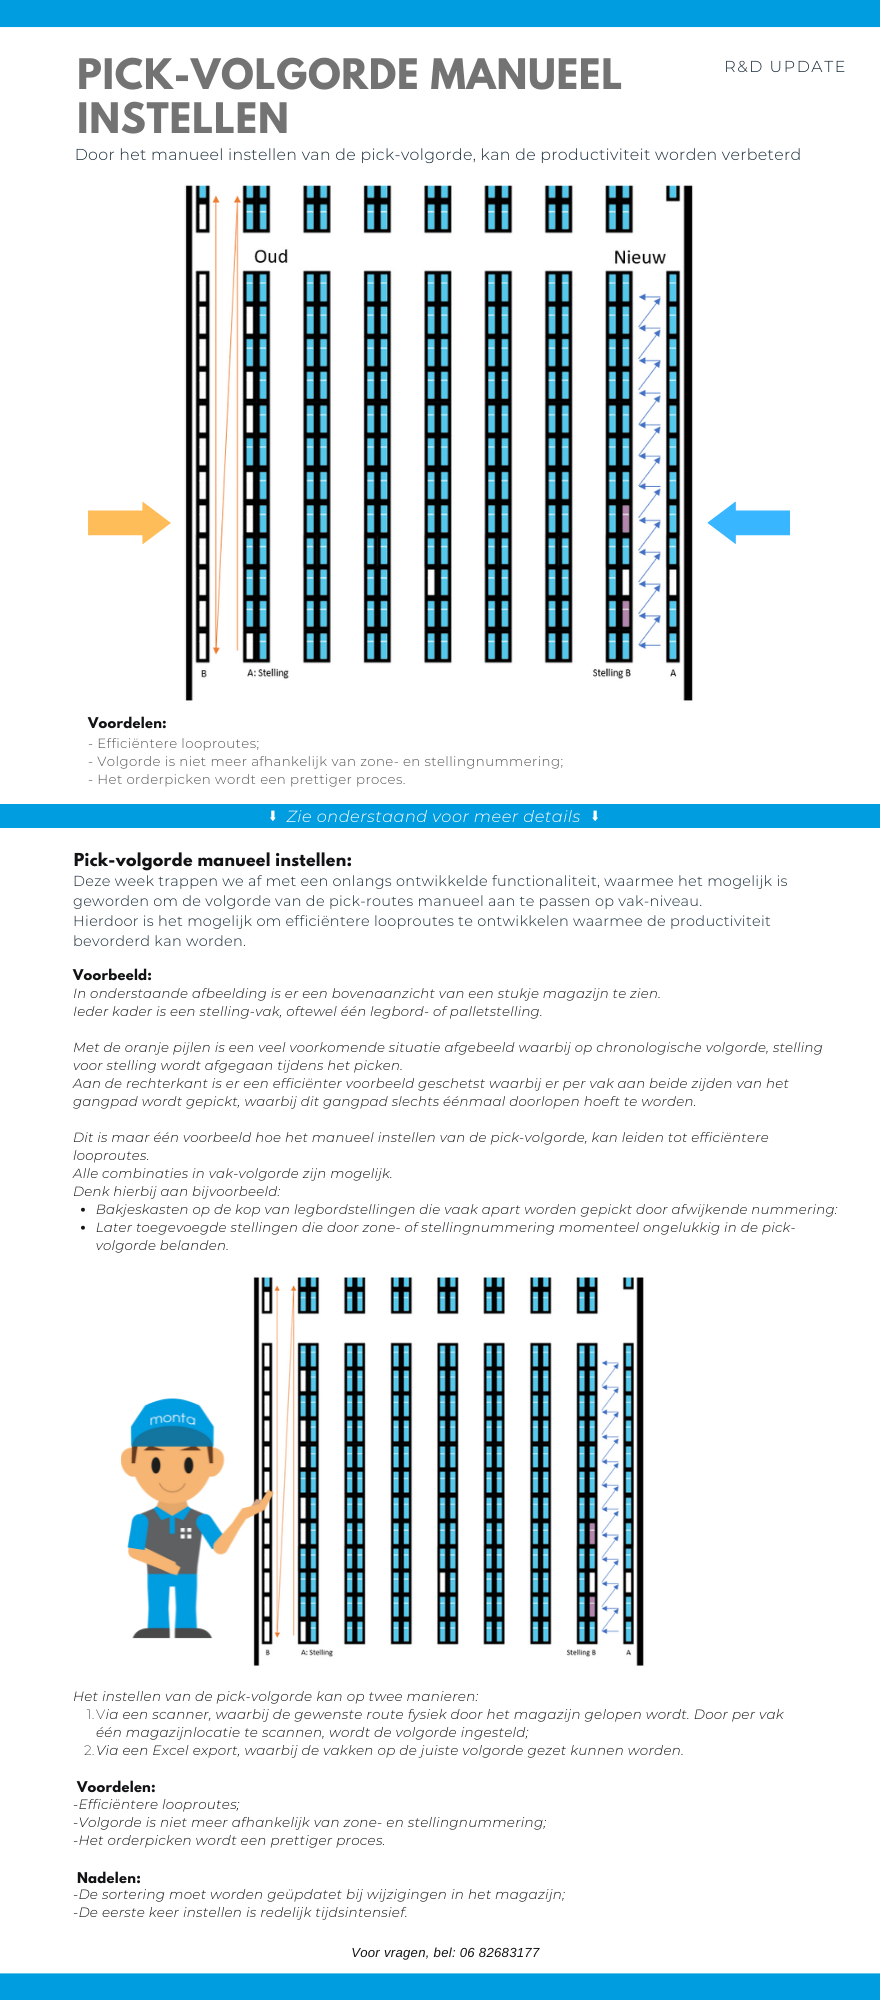 PICK-VOLGORDE MANUEEL
INSTELLEN
R&D UPDATE
Door het manueel instellen van de pick-volgorde, kan de productiviteit worden verbeterd
Oud
Nieuw
B
A: Stelling
Stelling B
A
Voordelen:
- Efficiëntere looproutes;
- Volgorde is niet meer afhankelijk van zone- en stellingnummering;
- Het orderpicken wordt een prettiger proces.
⬇ Zie onderstaand voor meer details ⬇
Pick-volgorde manueel instellen:
Deze week trappen we af met een onlangs ontwikkelde functionaliteit, waarmee het mogelijk is
geworden om de volgorde van de pick-routes manueel aan te passen op vak-niveau.
Hierdoor is het mogelijk om efficiëntere looproutes te ontwikkelen waarmee de productiviteit
bevorderd kan worden.
Voorbeeld:
In onderstaande afbeelding is er een bovenaanzicht van een stukje magazijn te zien.
Ieder kader is een stelling-vak, oftewel één legbord- of palletstelling.
Met de oranje pijlen is een veel voorkomende situatie afgebeeld waarbij op chronologische volgorde, stelling
voor stelling wordt afgegaan tijdens het picken.
Aan de rechterkant is er een efficiënter voorbeeld geschetst waarbij er per vak aan beide zijden van het
gangpad wordt gepickt, waarbij dit gangpad slechts éénmaal doorlopen hoeft te worden.
Dit is maar één voorbeeld hoe het manueel instellen van de pick-volgorde, kan leiden tot efficiëntere
looproutes.
Alle combinaties in vak-volgorde zijn mogelijk.
Denk hierbij aan bijvoorbeeld:
• Bakjeskasten op de kop van legbordstellingen die vaak apart worden gepickt door afwijkende nummering:
• Later toegevoegde stellingen die door zone- of stellingnummering momenteel ongelukkig in de pick-
volgorde belanden.
monta
B
A: Stelling
Stelling B
A
Het instellen van de pick-volgorde kan op twee manieren:
1. Via een scanner, waarbij de gewenste route fysiek door het magazijn gelopen wordt. Door per vak
één magazijnlocatie te scannen, wordt de volgorde ingesteld;
2. Via een Excel export, waarbij de vakken op de juiste volgorde gezet kunnen worden.
Voordelen:
-Efficiëntere looproutes;
-Volgorde is niet meer afhankelijk van zone- en stellingnummering;
-Het orderpicken wordt een prettiger proces.
Nadelen:
-De sortering moet worden geüpdatet bij wijzigingen in het magazijn;
-De eerste keer instellen is redelijk tijdsintensief.
Voor vragen, bel: 06 82683177